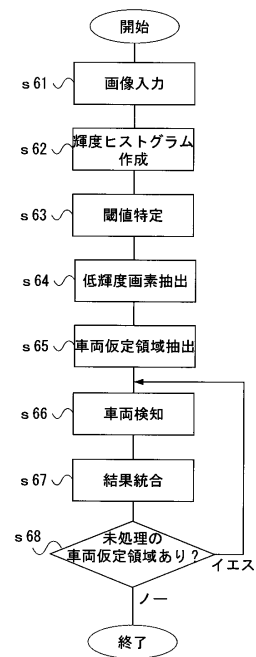 開始
s61
画像入力
s62
輝度ヒストグラム
作成
s63
閾値特定
s64
低輝度画素抽出
s65
車両仮定領域抽出
s66
車両検知
s67
結果統合
s68
未処理の
車両仮定領域あり?
イエス
ノー
終了